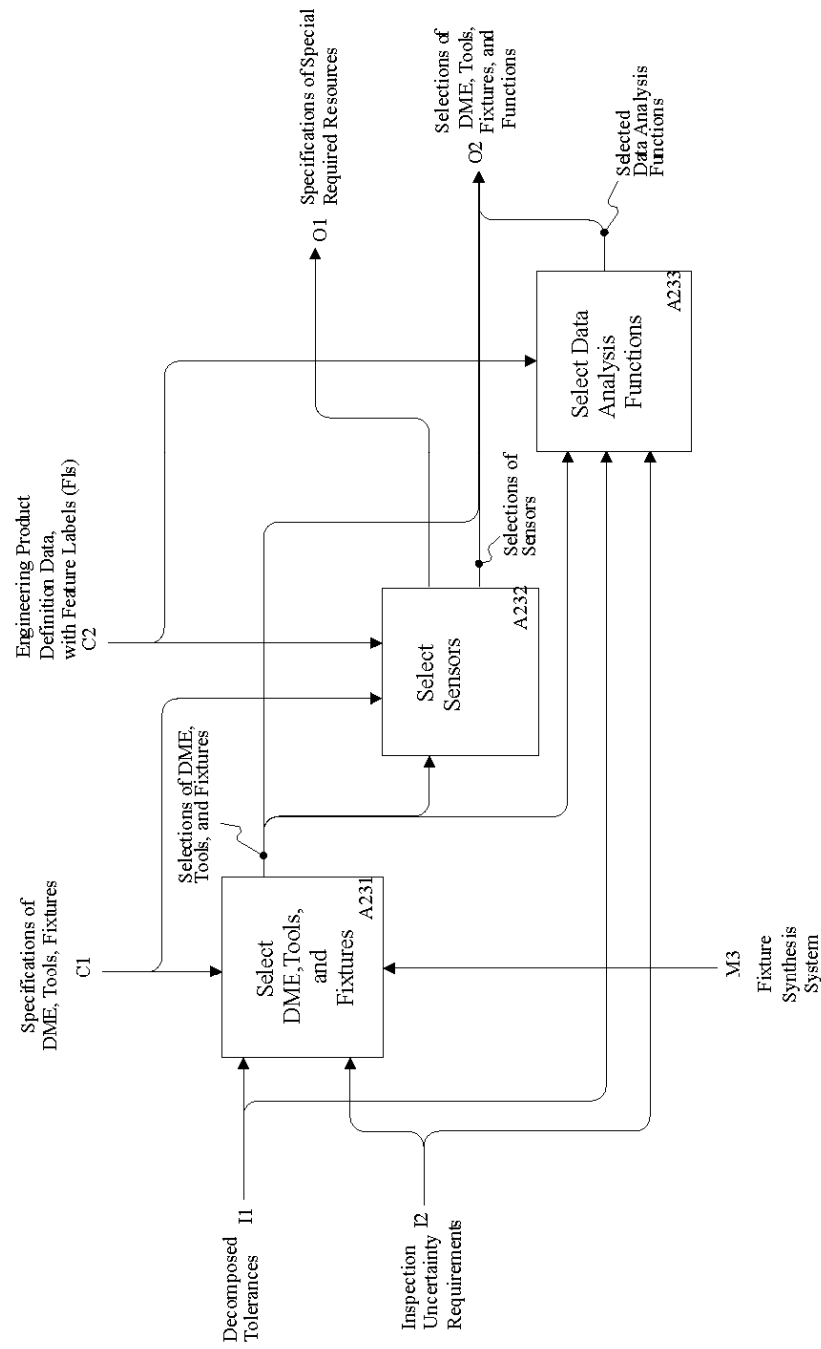 Specifications of
DME, Tools, Fixtures
C1
Engineering Product
Definition Data,
with Feature Labels (Fls)
C2
Decomposed
Tolerances
I1
Inspection
Uncertainty
Requirements
I2
Select
DME,Tools,
and
Fixtures
A231
Selections of DME,
Tools, and Fixtures
Select
Sensors
A232
Selections of
Sensors
Select Data
Analysis
Functions
A233
Selected
Data Analysis
Functions
O1
Specifications of Special
Required Resources
O2
Selections of
DME, Tools,
Fixtures, and
Functions
M3
Fixture
Synthesis
System